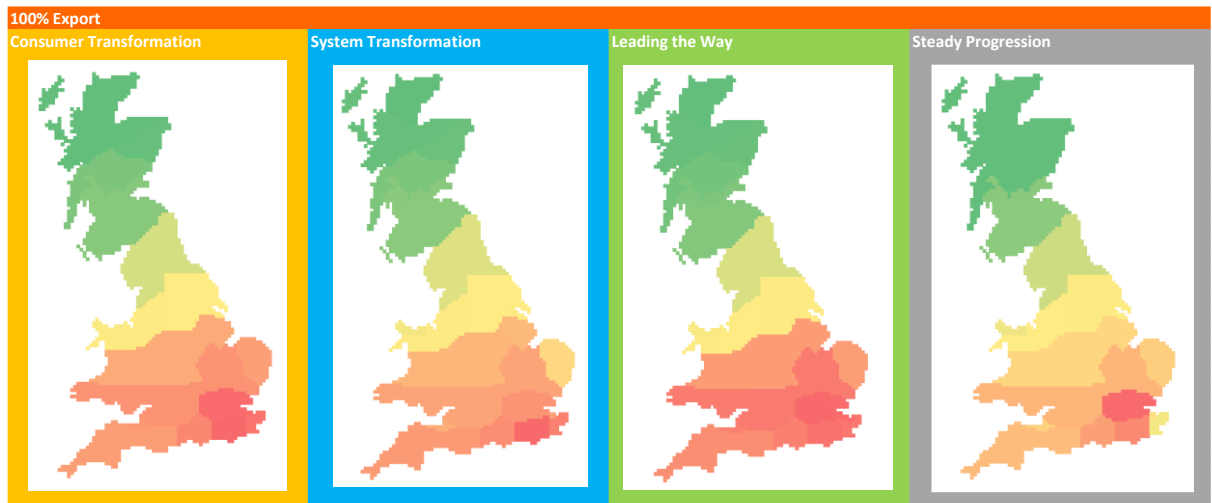 100% Export
Consumer Transformation
System Transformation
Leading the Way
Steady Progression